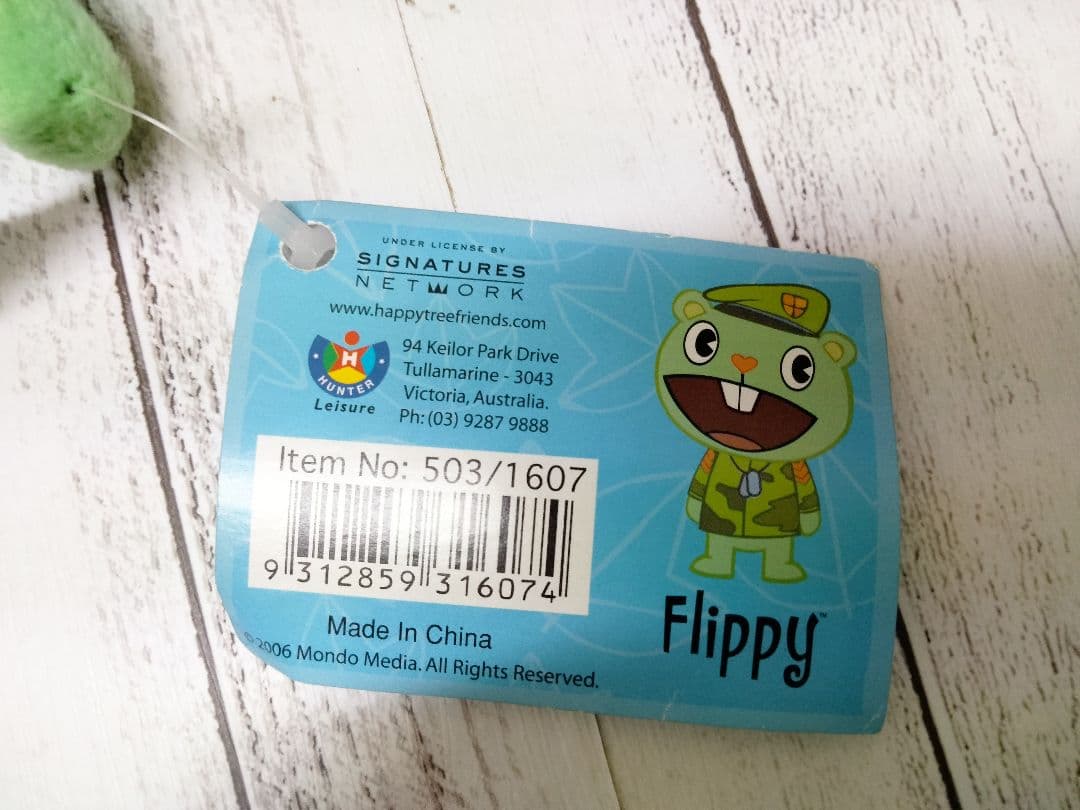 UNDER LICENSE BY
SIGNATURES
NETWORK
www.happytreefriends.com
H
HUNTER
Leisure
94 Keilor Park Drive
Tullamarine - 3043
Victoria, Australia.
Ph: (03) 9287 9888
Item No: 503/1607
9 312859 316074
Made In China
©2006 Mondo Media. All Rights Reserved.
Flippy™